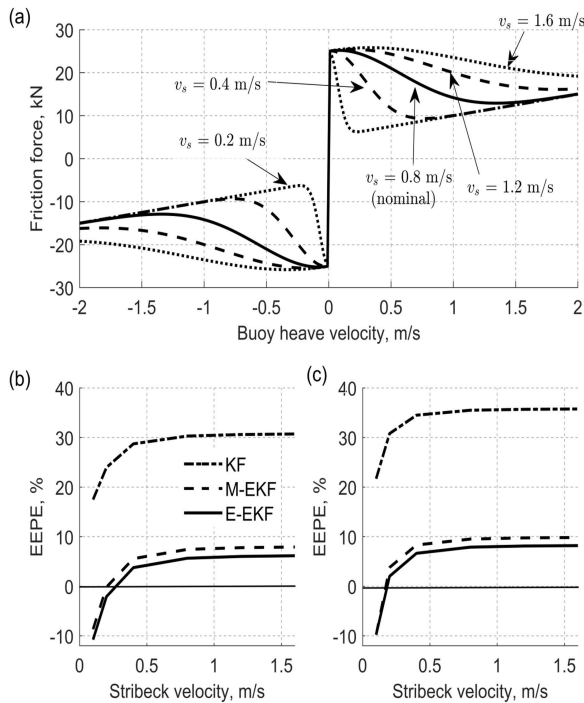 (a)
30
20
10
0
-10
-20
-30
Friction force, kN
v_s = 1.6 m/s
v_s = 0.4 m/s
v_s = 0.2 m/s
v_s = 0.8 m/s
(nominal)
v_s = 1.2 m/s
-2 -1.5 -1 -0.5 0 0.5 1 1.5 2
Buoy heave velocity, m/s
(b)
40
30
20
10
0
-10
EEPE, %
KF
M-EKF
E-EKF
0 0.5 1 1.5
Stribeck velocity, m/s
(c)
40
30
20
10
0
-10
EEPE, %
0 0.5 1 1.5
Stribeck velocity, m/s